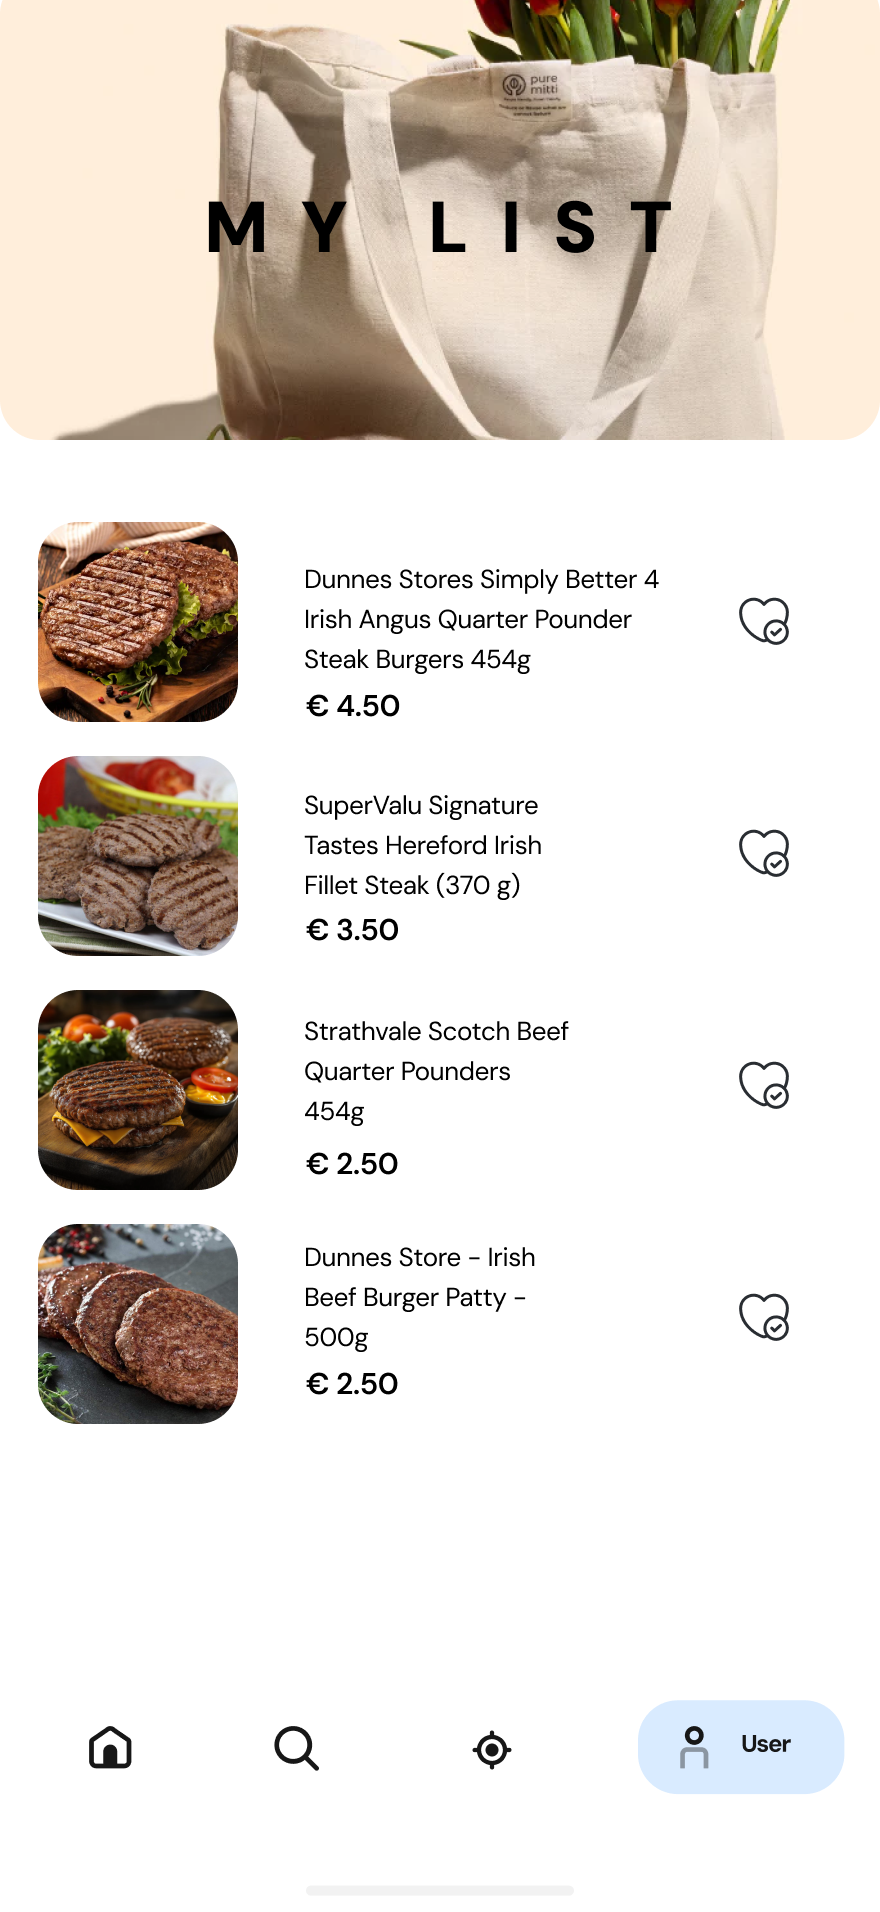 pure
mitti
MY LIST
Dunnes Stores Simply Better 4
Irish Angus Quarter Pounder
Steak Burgers 454g
€ 4.50
SuperValu Signature
Tastes Hereford Irish
Fillet Steak (370 g)
€ 3.50
Strathvale Scotch Beef
Quarter Pounders
454g
€ 2.50
Dunnes Store - Irish
Beef Burger Patty -
500g
€ 2.50
User